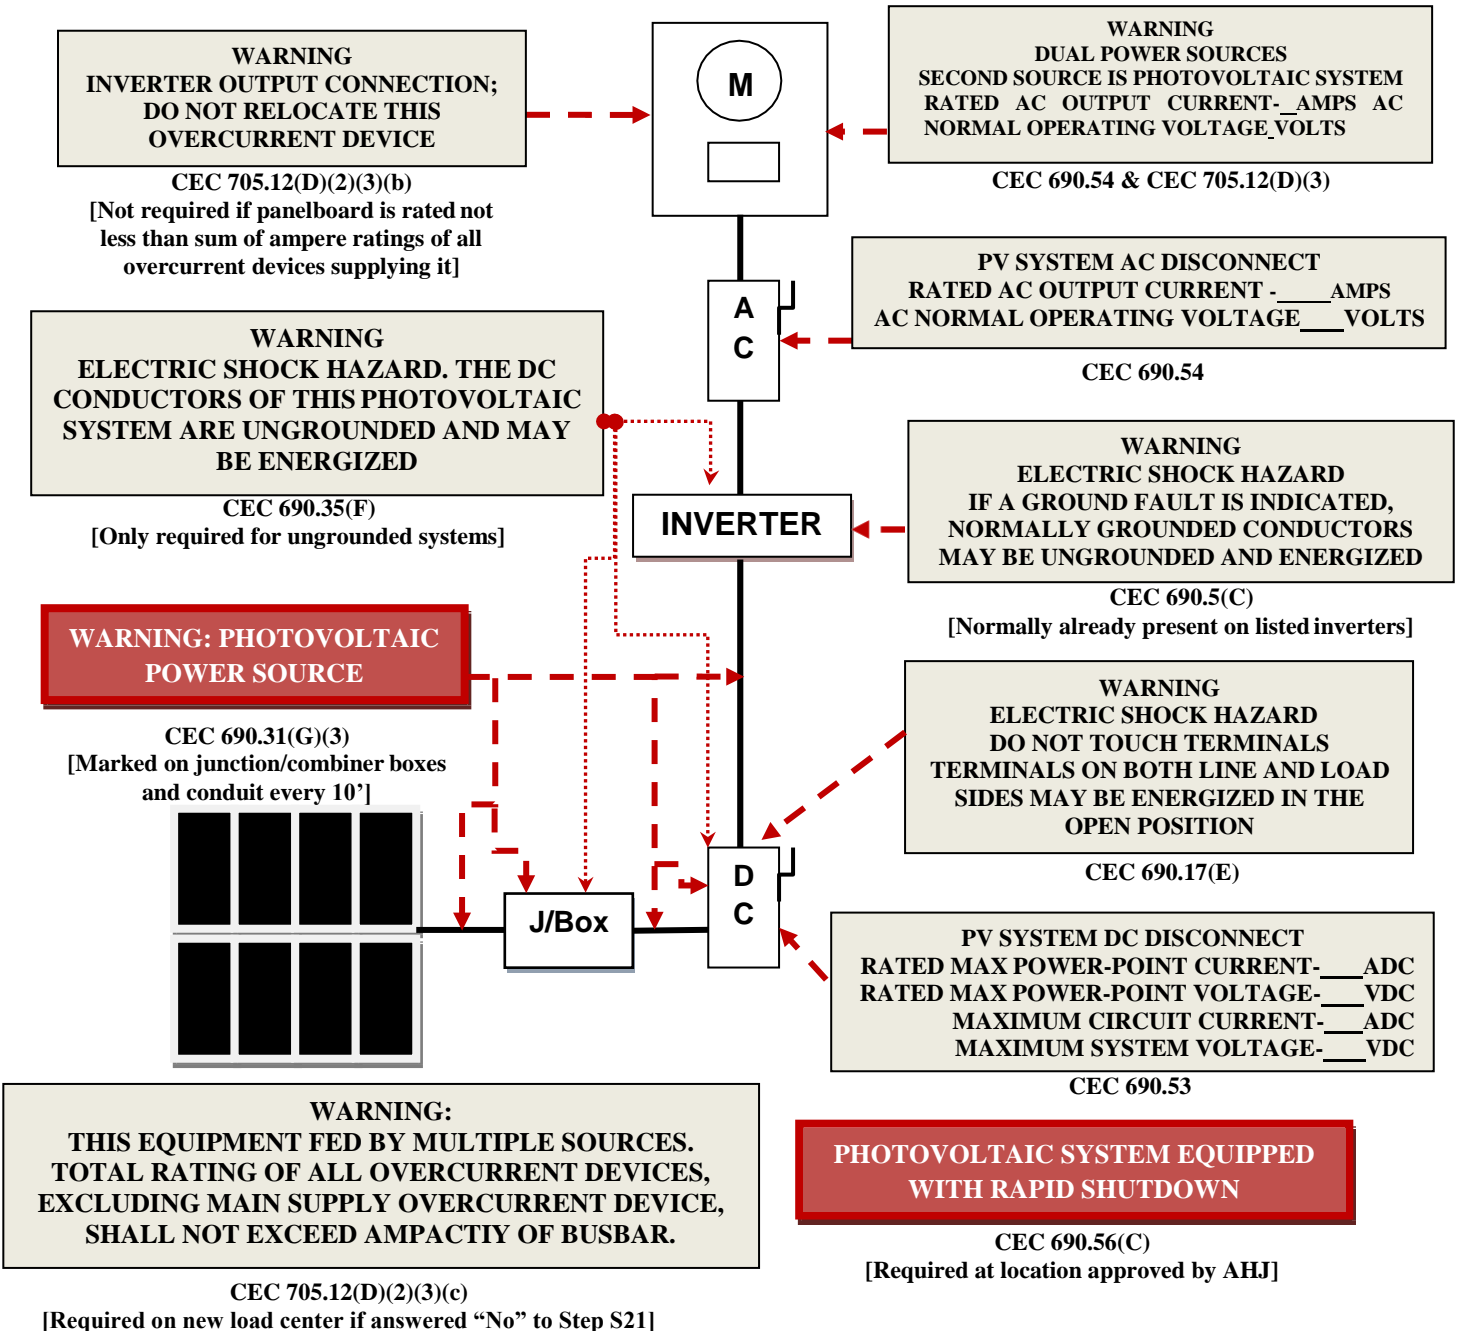 WARNING
INVERTER OUTPUT CONNECTION;
DO NOT RELOCATE THIS
OVERCURRENT DEVICE
CEC 705.12(D)(2)(3)(b)
[Not required if panelboard is rated not
less than sum of ampere ratings of all
overcurrent devices supplying it]
M
WARNING
DUAL POWER SOURCES
SECOND SOURCE IS PHOTOVOLTAIC SYSTEM
RATED AC OUTPUT CURRENT-__AMPS AC
NORMAL OPERATING VOLTAGE_VOLTS
CEC 690.54 & CEC 705.12(D)(3)
PV SYSTEM AC DISCONNECT
RATED AC OUTPUT CURRENT -____AMPS
AC NORMAL OPERATING VOLTAGE___VOLTS
CEC 690.54
A
C
WARNING
ELECTRIC SHOCK HAZARD. THE DC
CONDUCTORS OF THIS PHOTOVOLTAIC
SYSTEM ARE UNGROUNDED AND MAY
BE ENERGIZED
CEC 690.35(F)
[Only required for ungrounded systems]
INVERTER
WARNING
ELECTRIC SHOCK HAZARD
IF A GROUND FAULT IS INDICATED,
NORMALLY GROUNDED CONDUCTORS
MAY BE UNGROUNDED AND ENERGIZED
CEC 690.5(C)
[Normally already present on listed inverters]
WARNING: PHOTOVOLTAIC
POWER SOURCE
CEC 690.31(G)(3)
[Marked on junction/combiner boxes
and conduit every 10’]
WARNING
ELECTRIC SHOCK HAZARD
DO NOT TOUCH TERMINALS
TERMINALS ON BOTH LINE AND LOAD
SIDES MAY BE ENERGIZED IN THE
OPEN POSITION
CEC 690.17(E)
J/Box
D
C
PV SYSTEM DC DISCONNECT
RATED MAX POWER-POINT CURRENT-___ADC
RATED MAX POWER-POINT VOLTAGE-___VDC
MAXIMUM CIRCUIT CURRENT-___ADC
MAXIMUM SYSTEM VOLTAGE-___VDC
CEC 690.53
WARNING:
THIS EQUIPMENT FED BY MULTIPLE SOURCES.
TOTAL RATING OF ALL OVERCURRENT DEVICES,
EXCLUDING MAIN SUPPLY OVERCURRENT DEVICE,
SHALL NOT EXCEED AMPACTIY OF BUSBAR.
CEC 705.12(D)(2)(3)(c)
[Required on new load center if answered “No” to Step S21]
PHOTOVOLTAIC SYSTEM EQUIPPED
WITH RAPID SHUTDOWN
CEC 690.56(C)
[Required at location approved by AHJ]